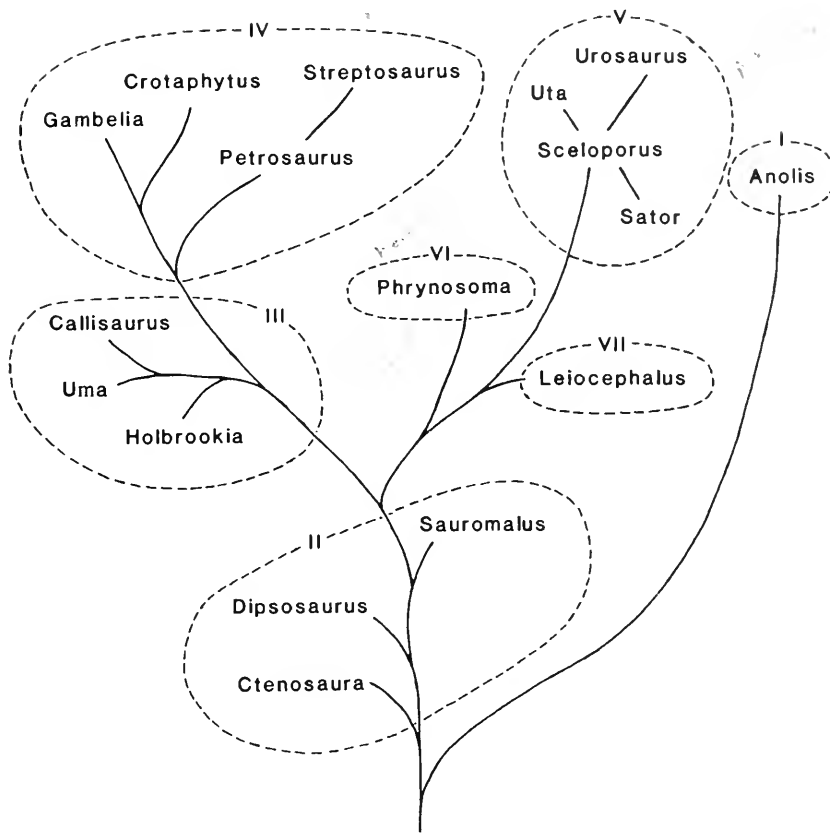 IV
V
Urosaurus
Streptosaurus
Crotaphytus
Uta
Gambelia
I
Sceloporus
Petrosaurus
Anolis
Sator
VI
Phrynosoma
III
Callisaurus
VII
Leiocephalus
Uma
Holbrookia
Sauromalus
II
Dipsosaurus
Ctenosaura